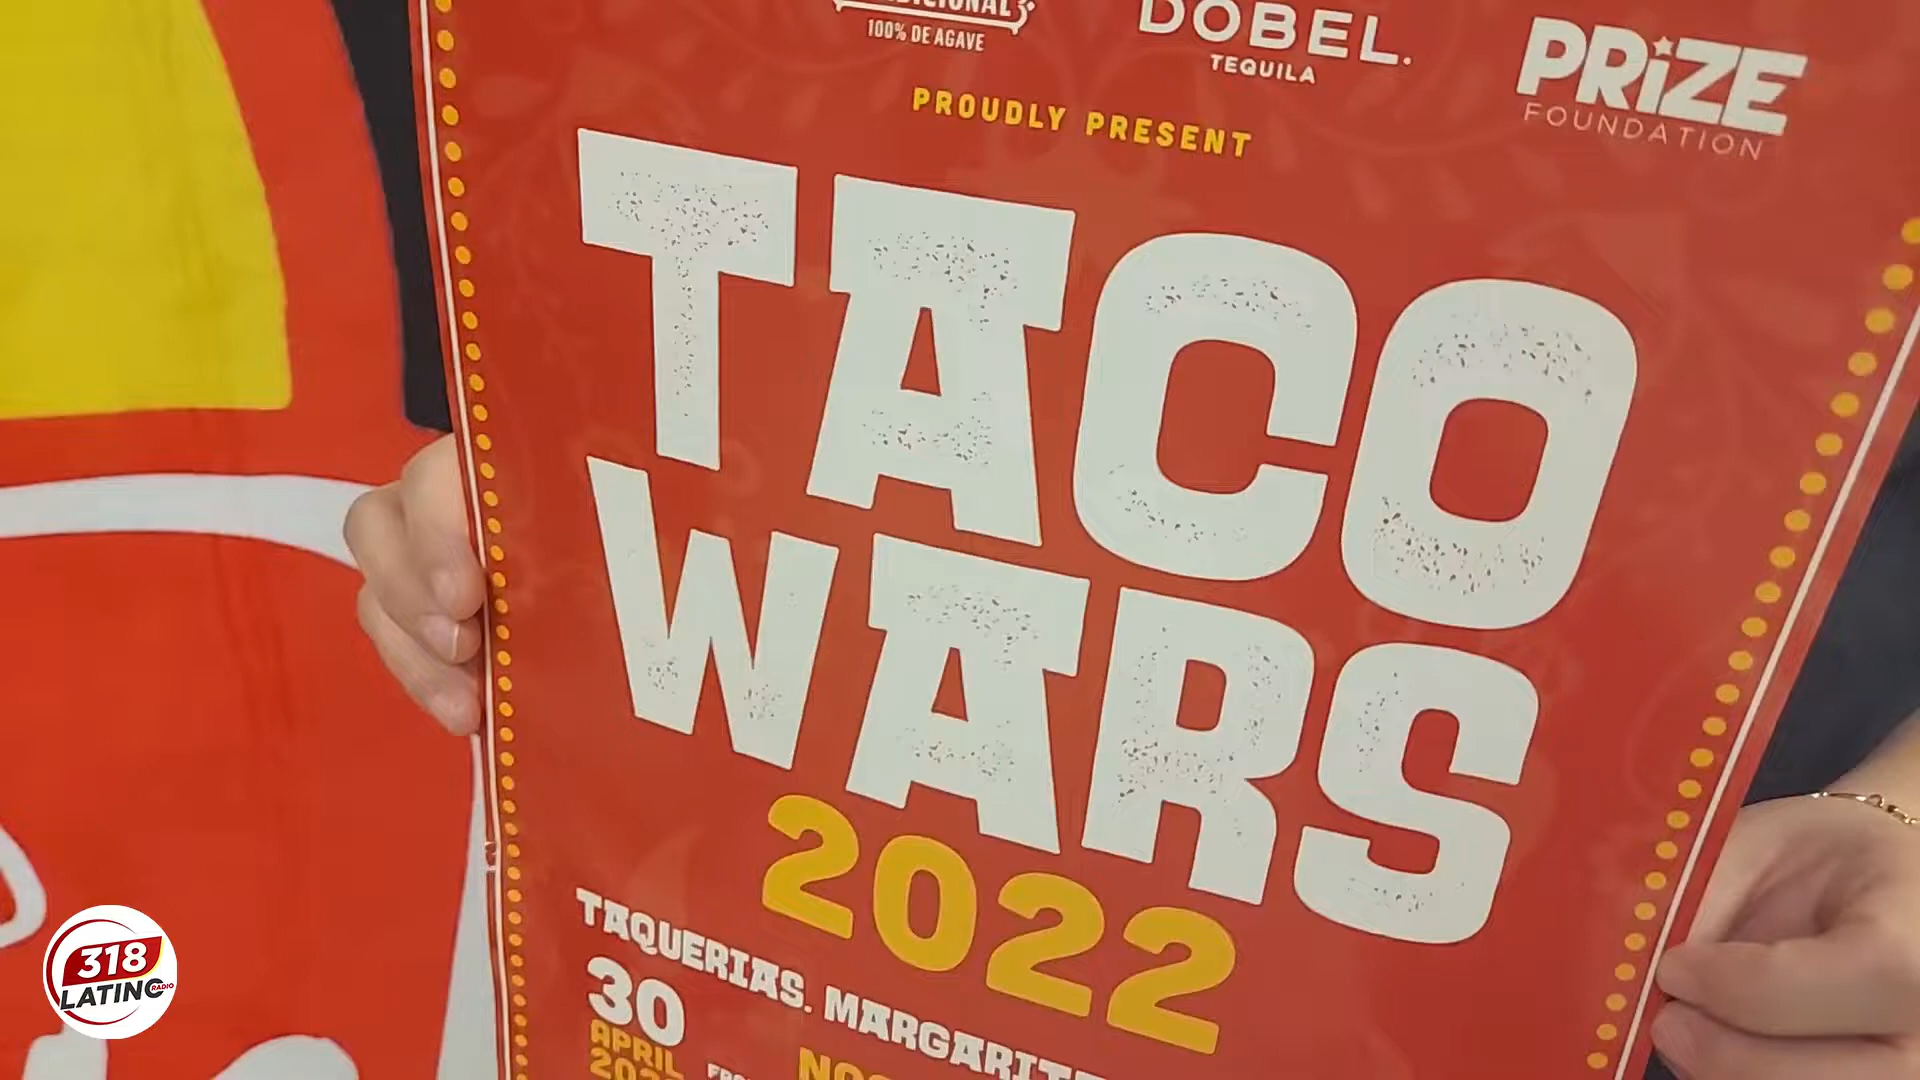 100% DE AGAVE
DOBEL.
TEQUILA
PRiZE
FOUNDATION
PROUDLY PRESENT
TACO
WARS
2022
TAQUERIAS. MARGARIT
30
APRIL
318
LATINO
RADIO